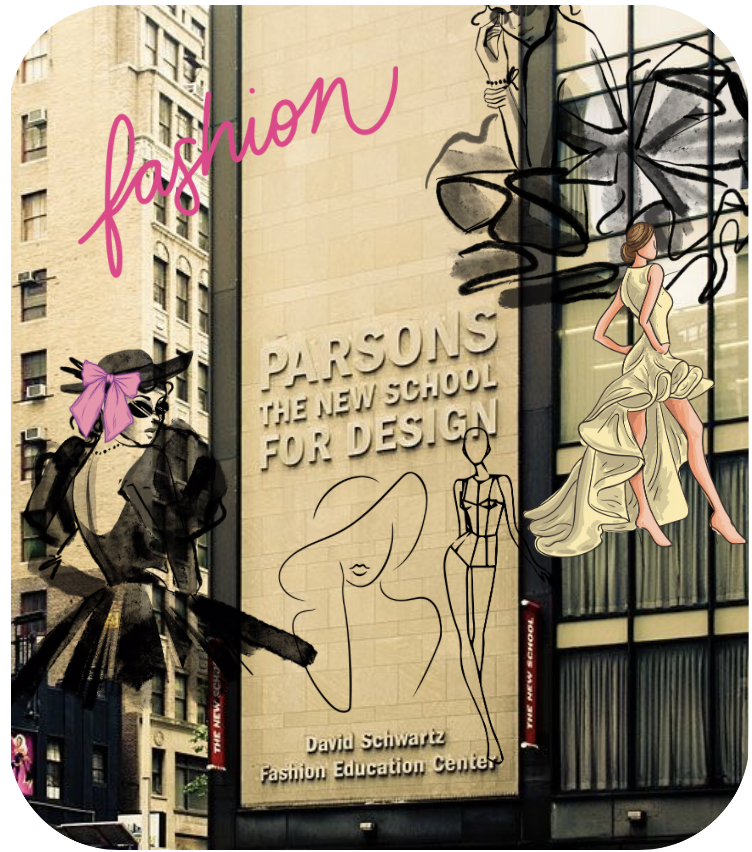 fashion
PARSONS
THE NEW SCHOOL
FOR DESIGN
THE NEW SCHOOL
THE NEW SCHOOL
David Schwartz
Fashion Education Center